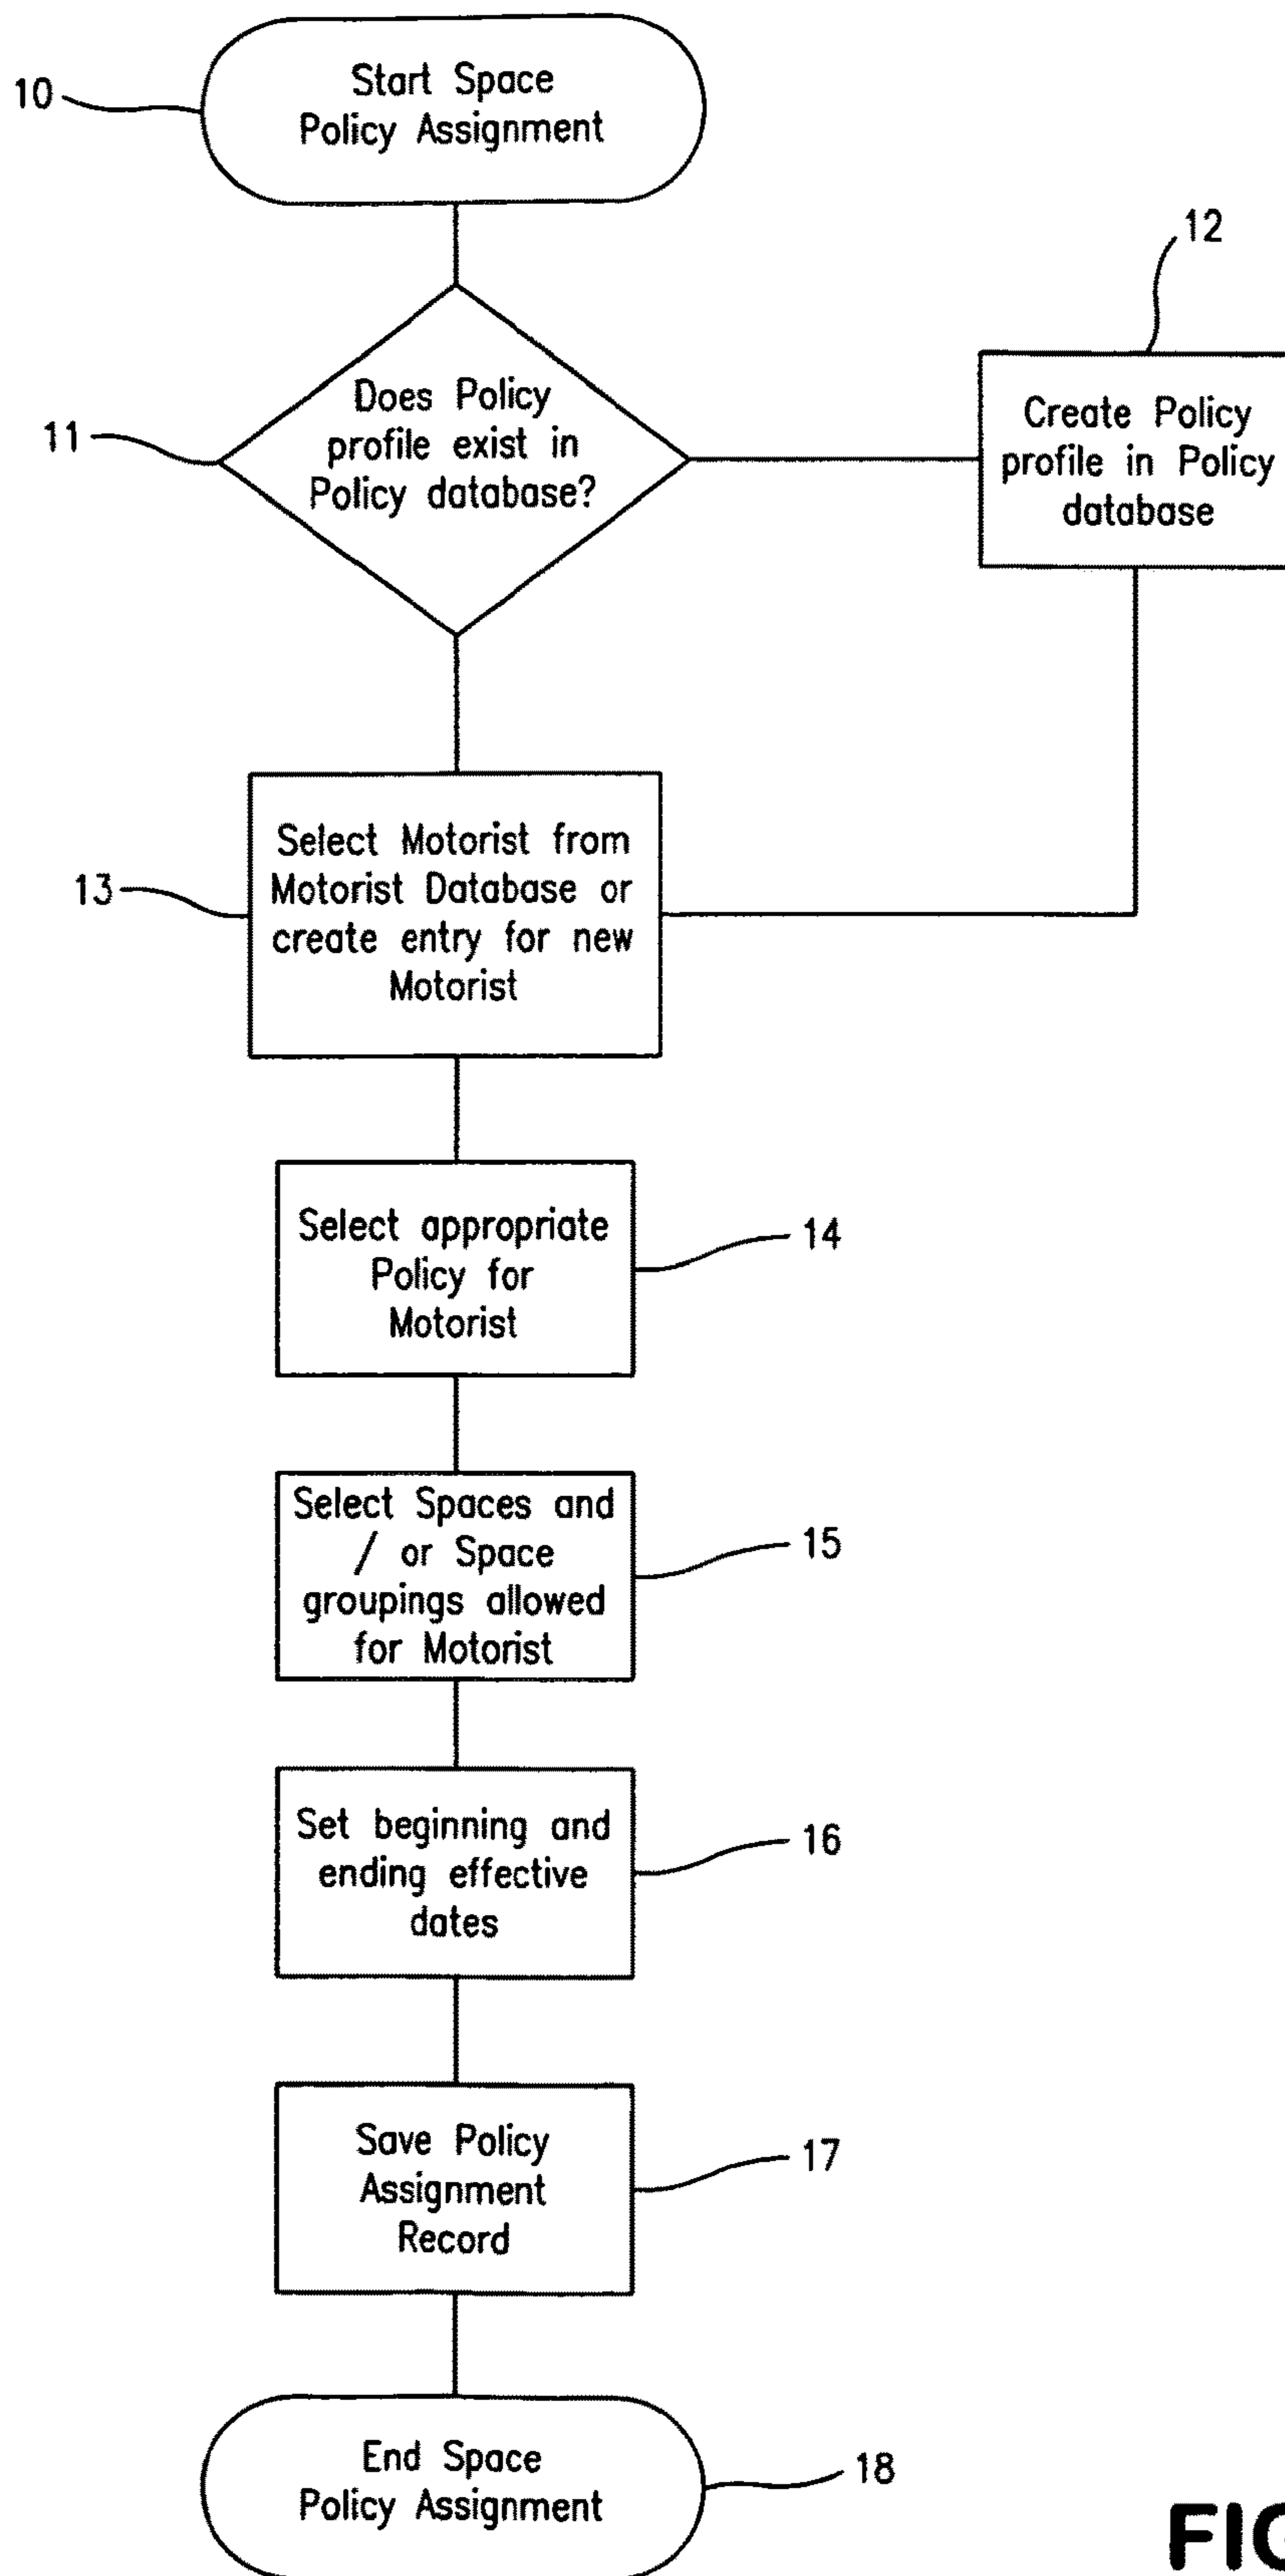 10
Start Space
Policy Assignment
12
11
Does Policy
profile exist in
Policy database?
Create Policy
profile in Policy
database
13
Select Motorist from
Motorist Database or
create entry for new
Motorist
Select appropriate
Policy for
Motorist
14
Select Spaces and
/ or Space
groupings allowed
for Motorist
15
Set beginning and
ending effective
dates
16
Save Policy
Assignment
Record
17
End Space
Policy Assignment
18